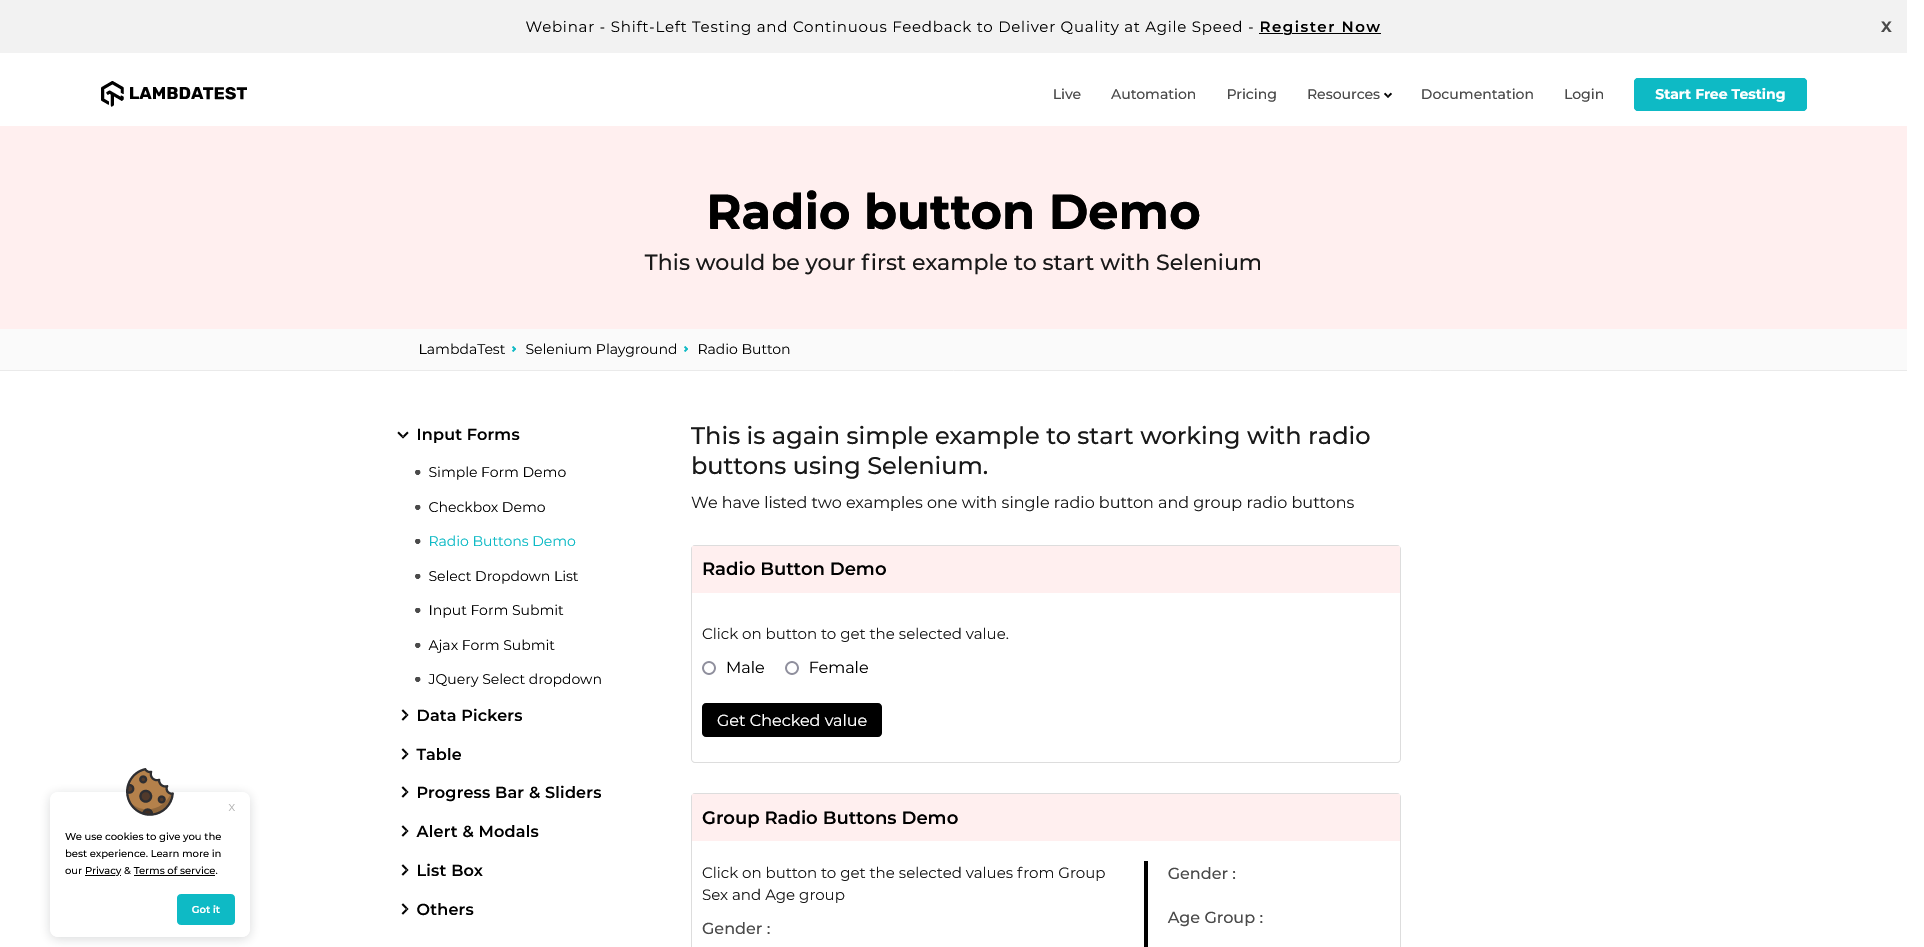 Webinar - Shift-Left Testing and Continuous Feedback to Deliver Quality at Agile Speed - Register Now
X
LAMBDATEST
Live
Automation
Pricing
Resources
Documentation
Login
Start Free Testing
Radio button Demo
This would be your first example to start with Selenium
LambdaTest
Selenium Playground
Radio Button
Input Forms
Simple Form Demo
Checkbox Demo
Radio Buttons Demo
Select Dropdown List
Input Form Submit
Ajax Form Submit
JQuery Select dropdown
Data Pickers
Table
Progress Bar & Sliders
Alert & Modals
List Box
Others
This is again simple example to start working with radio
buttons using Selenium.
We have listed two examples one with single radio button and group radio buttons
Radio Button Demo
Click on button to get the selected value.
Male
Female
Get Checked value
Group Radio Buttons Demo
Click on button to get the selected values from Group
Sex and Age group
Gender :
Gender :
Age Group :
X
We use cookies to give you the
best experience. Learn more in
our Privacy & Terms of service.
Got it